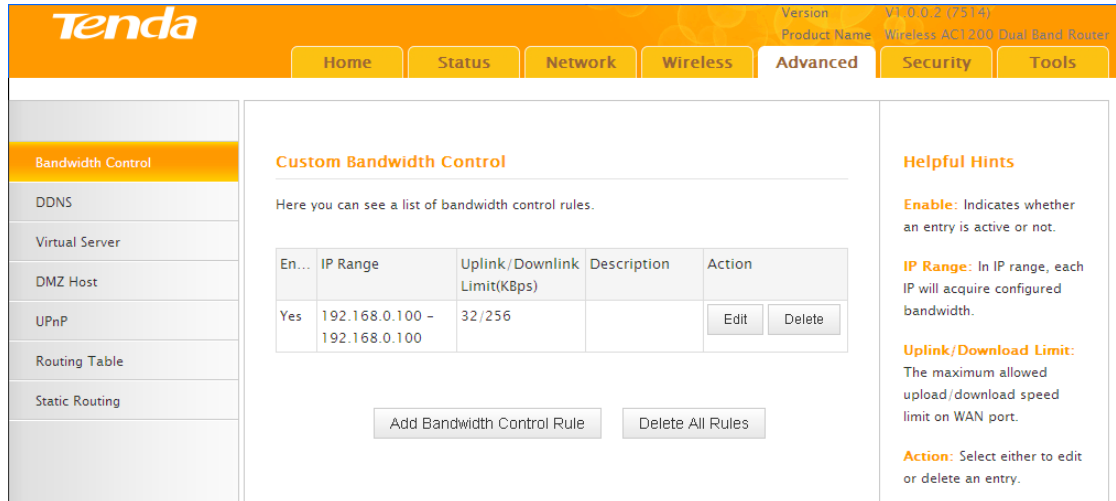 Tenda
Version V1.0.0.2 (7514)
Product Name Wireless AC1200 Dual Band Router
Home Status Network Wireless Advanced Security Tools
Bandwidth Control
DDNS
Virtual Server
DMZ Host
UPnP
Routing Table
Static Routing
Custom Bandwidth Control
Here you can see a list of bandwidth control rules.
En... IP Range Uplink/Downlink Description Action
Limit(KBps)
Yes 192.168.0.100 – 32/256 Edit Delete
192.168.0.100
Add Bandwidth Control Rule Delete All Rules
Helpful Hints
Enable: Indicates whether
an entry is active or not.
IP Range: In IP range, each
IP will acquire configured
bandwidth.
Uplink/Download Limit:
The maximum allowed
upload/download speed
limit on WAN port.
Action: Select either to edit
or delete an entry.